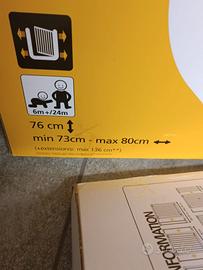 6m+/24m
76 cm
min 73cm - max 80cm
(+extensions: max 136 cm**)
INFORMATION